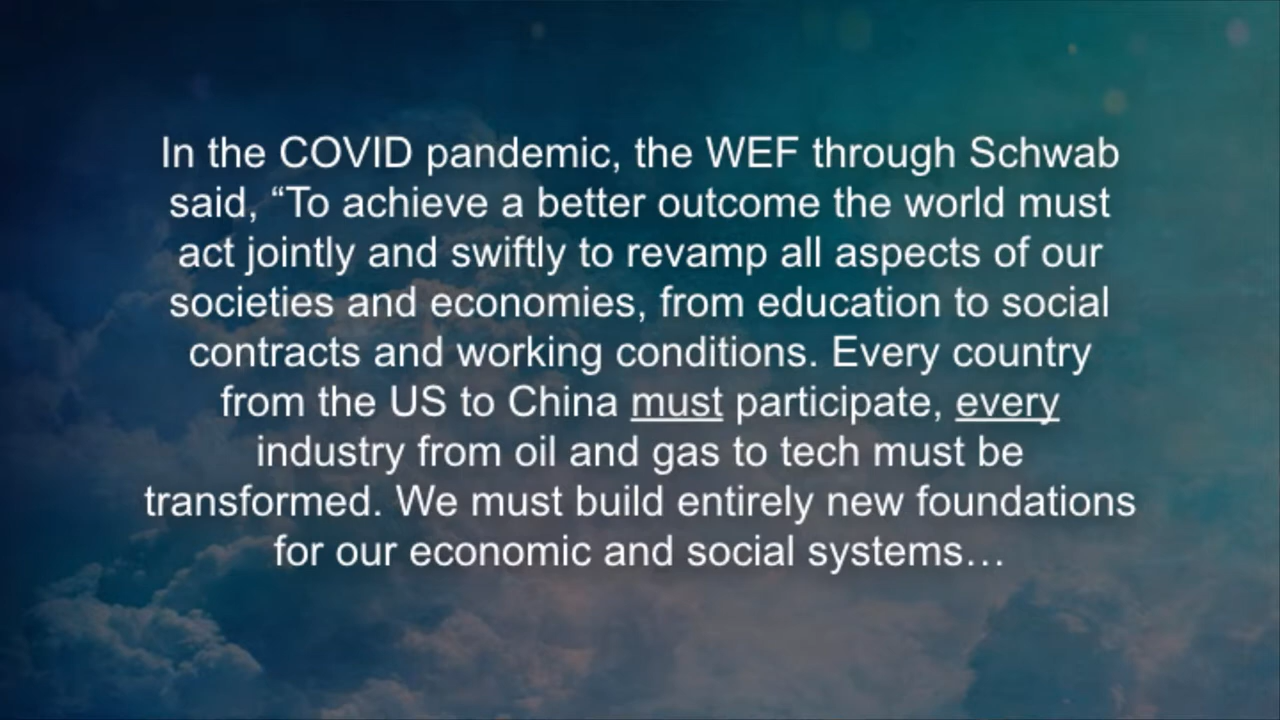 In the COVID pandemic, the WEF through Schwab
said, “To achieve a better outcome the world must
act jointly and swiftly to revamp all aspects of our
societies and economies, from education to social
contracts and working conditions. Every country
from the US to China must participate, every
industry from oil and gas to tech must be
transformed. We must build entirely new foundations
for our economic and social systems…